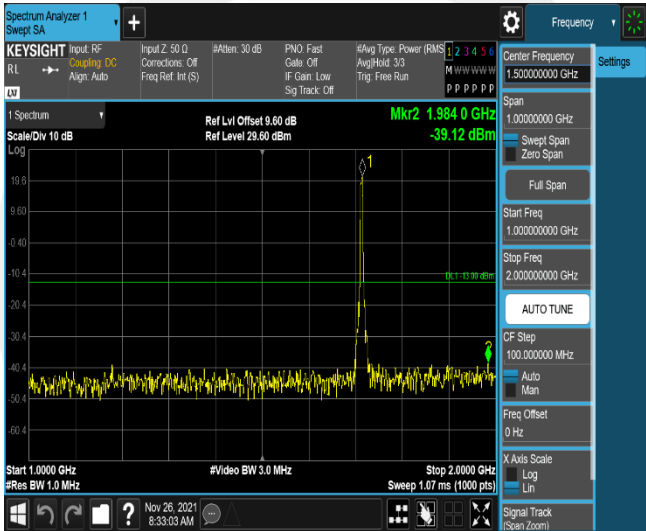 Spectrum Analyzer 1
Swept SA
+
Frequency
KEYSIGHT
RL
LXI
Input: RF
Coupling: DC
Align: Auto
Input Z: 50 Ω
Corrections: Off
Freq Ref: Int (S)
#Atten: 30 dB
PNO: Fast
Gate: Off
IF Gain: Low
Sig Track: Off
#Avg Type: Power (RMS
Avg|Hold: 3/3
Trig: Free Run
1 2 3 4 5 6
M W W W W W
P P P P P P
1 Spectrum
Scale/Div 10 dB
Log
Ref Lvl Offset 9.60 dB
Ref Level 29.60 dBm
Mkr2 1.984 0 GHz
-39.12 dBm
19.6
9.60
-0.40
-10.4
-20.4
-30.4
-40.4
-50.4
-60.4
1
DL1 -13.00 dBm
2
Start 1.0000 GHz
#Res BW 1.0 MHz
#Video BW 3.0 MHz
Stop 2.0000 GHz
Sweep 1.07 ms (1000 pts)
?
Nov 26, 2021
8:33:03 AM
Center Frequency
1.500000000 GHz
Span
1.00000000 GHz
Swept Span
Zero Span
Full Span
Start Freq
1.000000000 GHz
Stop Freq
2.000000000 GHz
AUTO TUNE
CF Step
100.000000 MHz
Auto
Man
Freq Offset
0 Hz
X Axis Scale
Log
Lin
Signal Track
(Span Zoom)
Settings